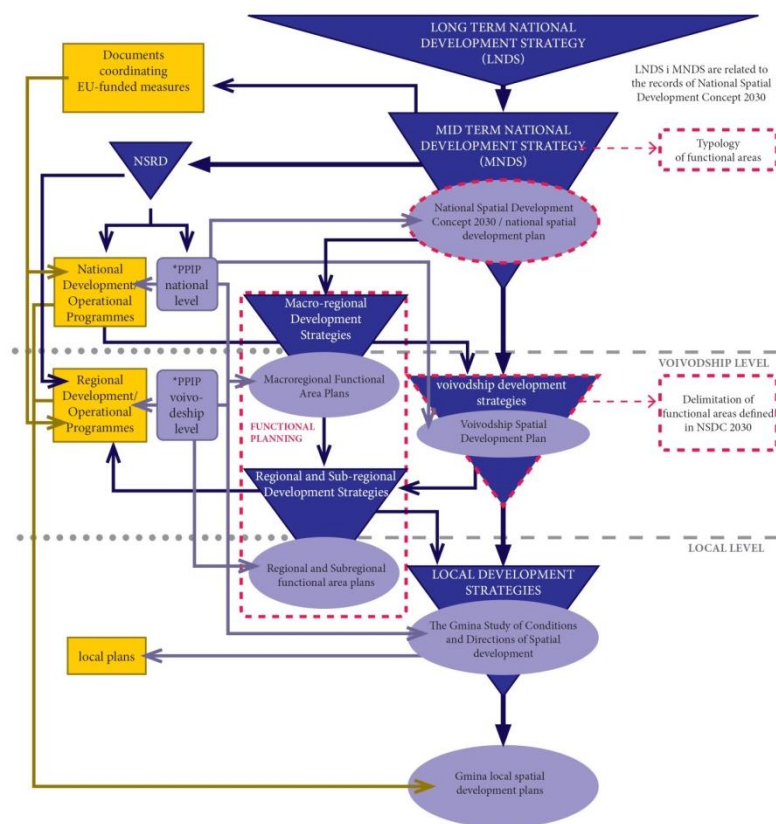 LONG TERM NATIONAL
DEVELOPMENT STRATEGY
(LNDS)
Documents
coordinating
EU-funded measures
LNDS i MNDS are related to
the records of National Spatial
Development Concept 2030
MID TERM NATIONAL
DEVELOPMENT STRATEGY
(MNDS)
Typology
of functional areas
NSRD
National Spatial Development
Concept 2030 / national spatial
development plan
National
Development/
Operational
Programmes
*PPIP
national
level
Macro-regional
Development
Strategies
VOIVODSHIP LEVEL
Regional
Development/
Operational
Programmes
*PPIP
voivo-
deship
level
Macroregional Functional
Area Plans
voivodship development
strategies
Voivodship Spatial
Development Plan
Delimitation of
functional areas defined
in NSDC 2030
FUNCTIONAL
PLANNING
Regional and Sub-regional
Development Strategies
LOCAL LEVEL
Regional and Subregional
functional area plans
LOCAL DEVELOPMENT
STRATEGIES
The Gmina Study of Conditions
and Directions of Spatial
development
local plans
Gmina local spatial
development plans